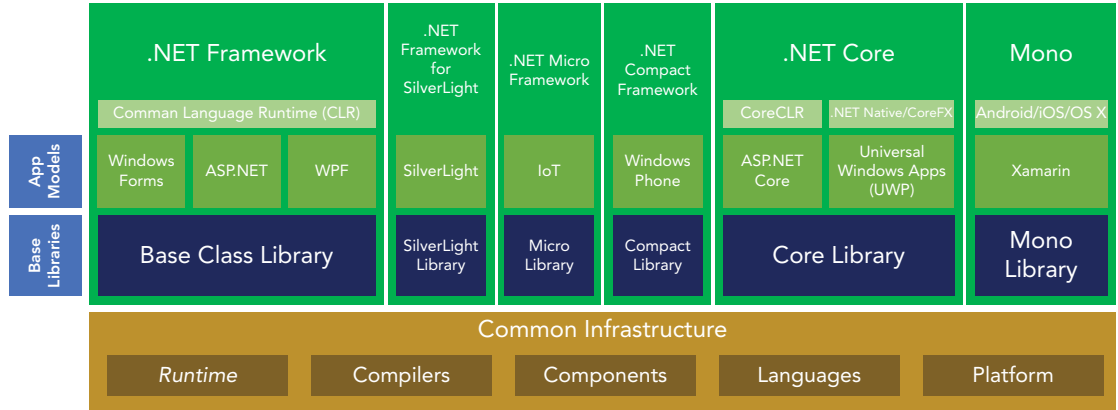 .NET Framework
.NET
Framework
for
SilverLight
.NET Micro
Framework
.NET
Compact
Framework
.NET Core
Mono
Comman Language Runtime (CLR)
CoreCLR
.NET Native/CoreFX
Android/iOS/OS X
App
Models
Windows
Forms
ASP.NET
WPF
SilverLight
IoT
Windows
Phone
ASP.NET
Core
Universal
Windows Apps
(UWP)
Xamarin
Base
Libraries
Base Class Library
SilverLight
Library
Micro
Library
Compact
Library
Core Library
Mono
Library
Common Infrastructure
Runtime
Compilers
Components
Languages
Platform